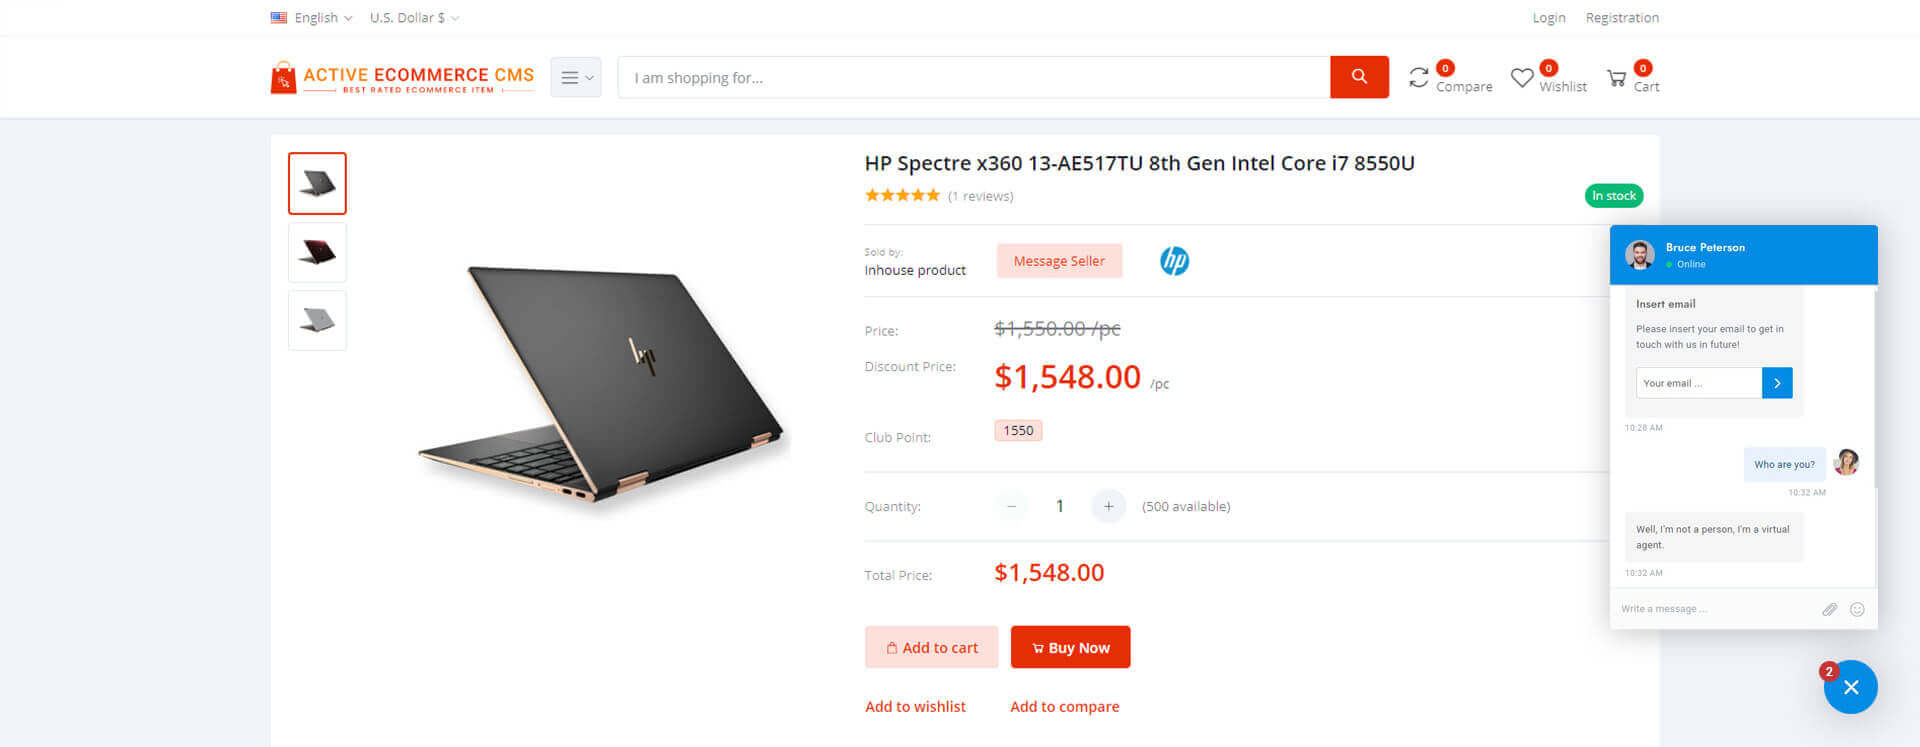 English
U.S. Dollar $
Login
Registration
ACTIVE ECOMMERCE CMS
BEST RATED ECOMMERCE ITEM
I am shopping for...
0
Compare
0
Wishlist
0
Cart
HP Spectre x360 13-AE517TU 8th Gen Intel Core i7 8550U
(1 reviews)
In stock
Sold by:
Inhouse product
Message Seller
hp
Price:
$1,550.00 /pc
Discount Price:
$1,548.00 /pc
Club Point:
1550
Quantity:
1
(500 available)
Total Price:
$1,548.00
Add to cart
Buy Now
Add to wishlist
Add to compare
Bruce Peterson
Online
Insert email
Please insert your email to get in
touch with us in future!
Your email ...
10:28 AM
Who are you?
10:32 AM
Well, I'm not a person, I'm a virtual
agent.
10:32 AM
Write a message ...
2